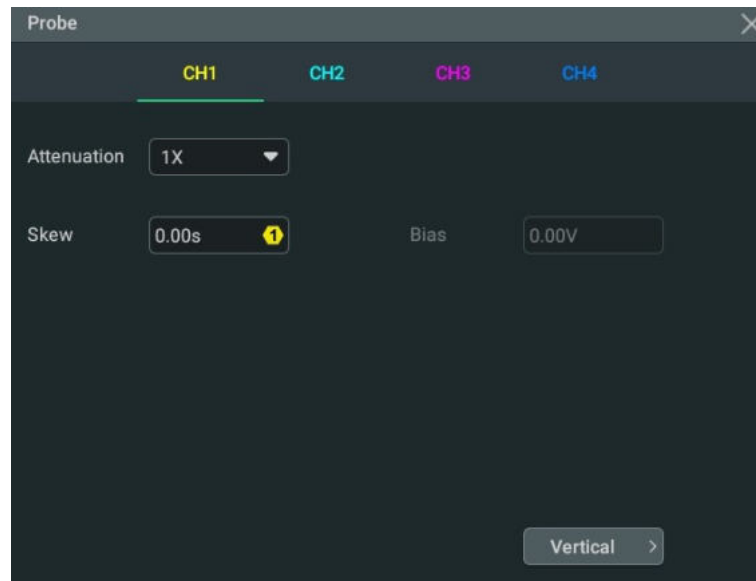 Probe
CH1 CH2 CH3 CH4
Attenuation 1X
Skew 0.00s 1 Bias 0.00V
Vertical >